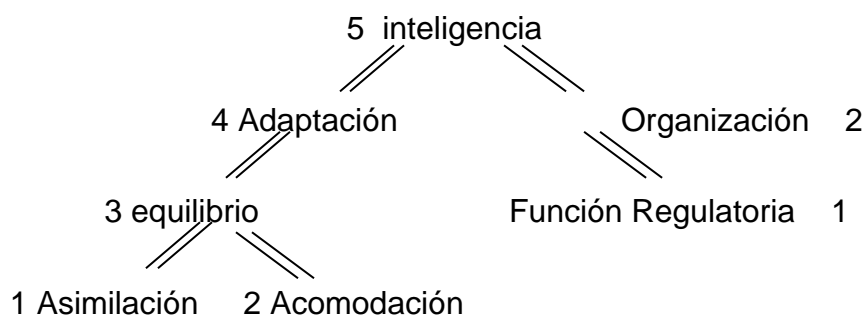 5 inteligencia
4 Adaptación Organización 2
3 equilibrio Función Regulatoria 1
1 Asimilación 2 Acomodación